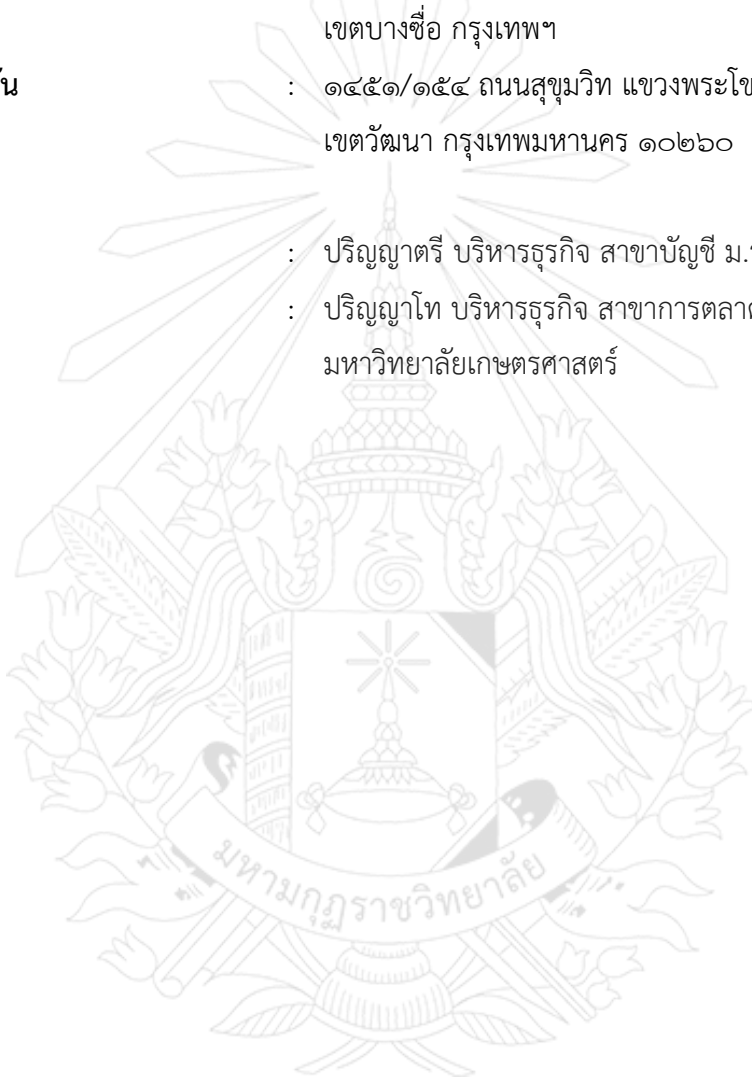 เขตบางซื่อ กรุงเทพฯ
: ๑๔๕๑/๑๕๔ ถนนสุขุมวิท แขวงพระโข
เขตวัฒนา กรุงเทพมหานคร ๑๐๒๖๐
: ปริญญาตรี บริหารธุรกิจ สาขาบัญชี ม.
: ปริญญาโท บริหารธุรกิจ สาขาการตลาด
มหาวิทยาลัยเกษตรศาสตร์
มหามกุฏราชวิทยาลัย